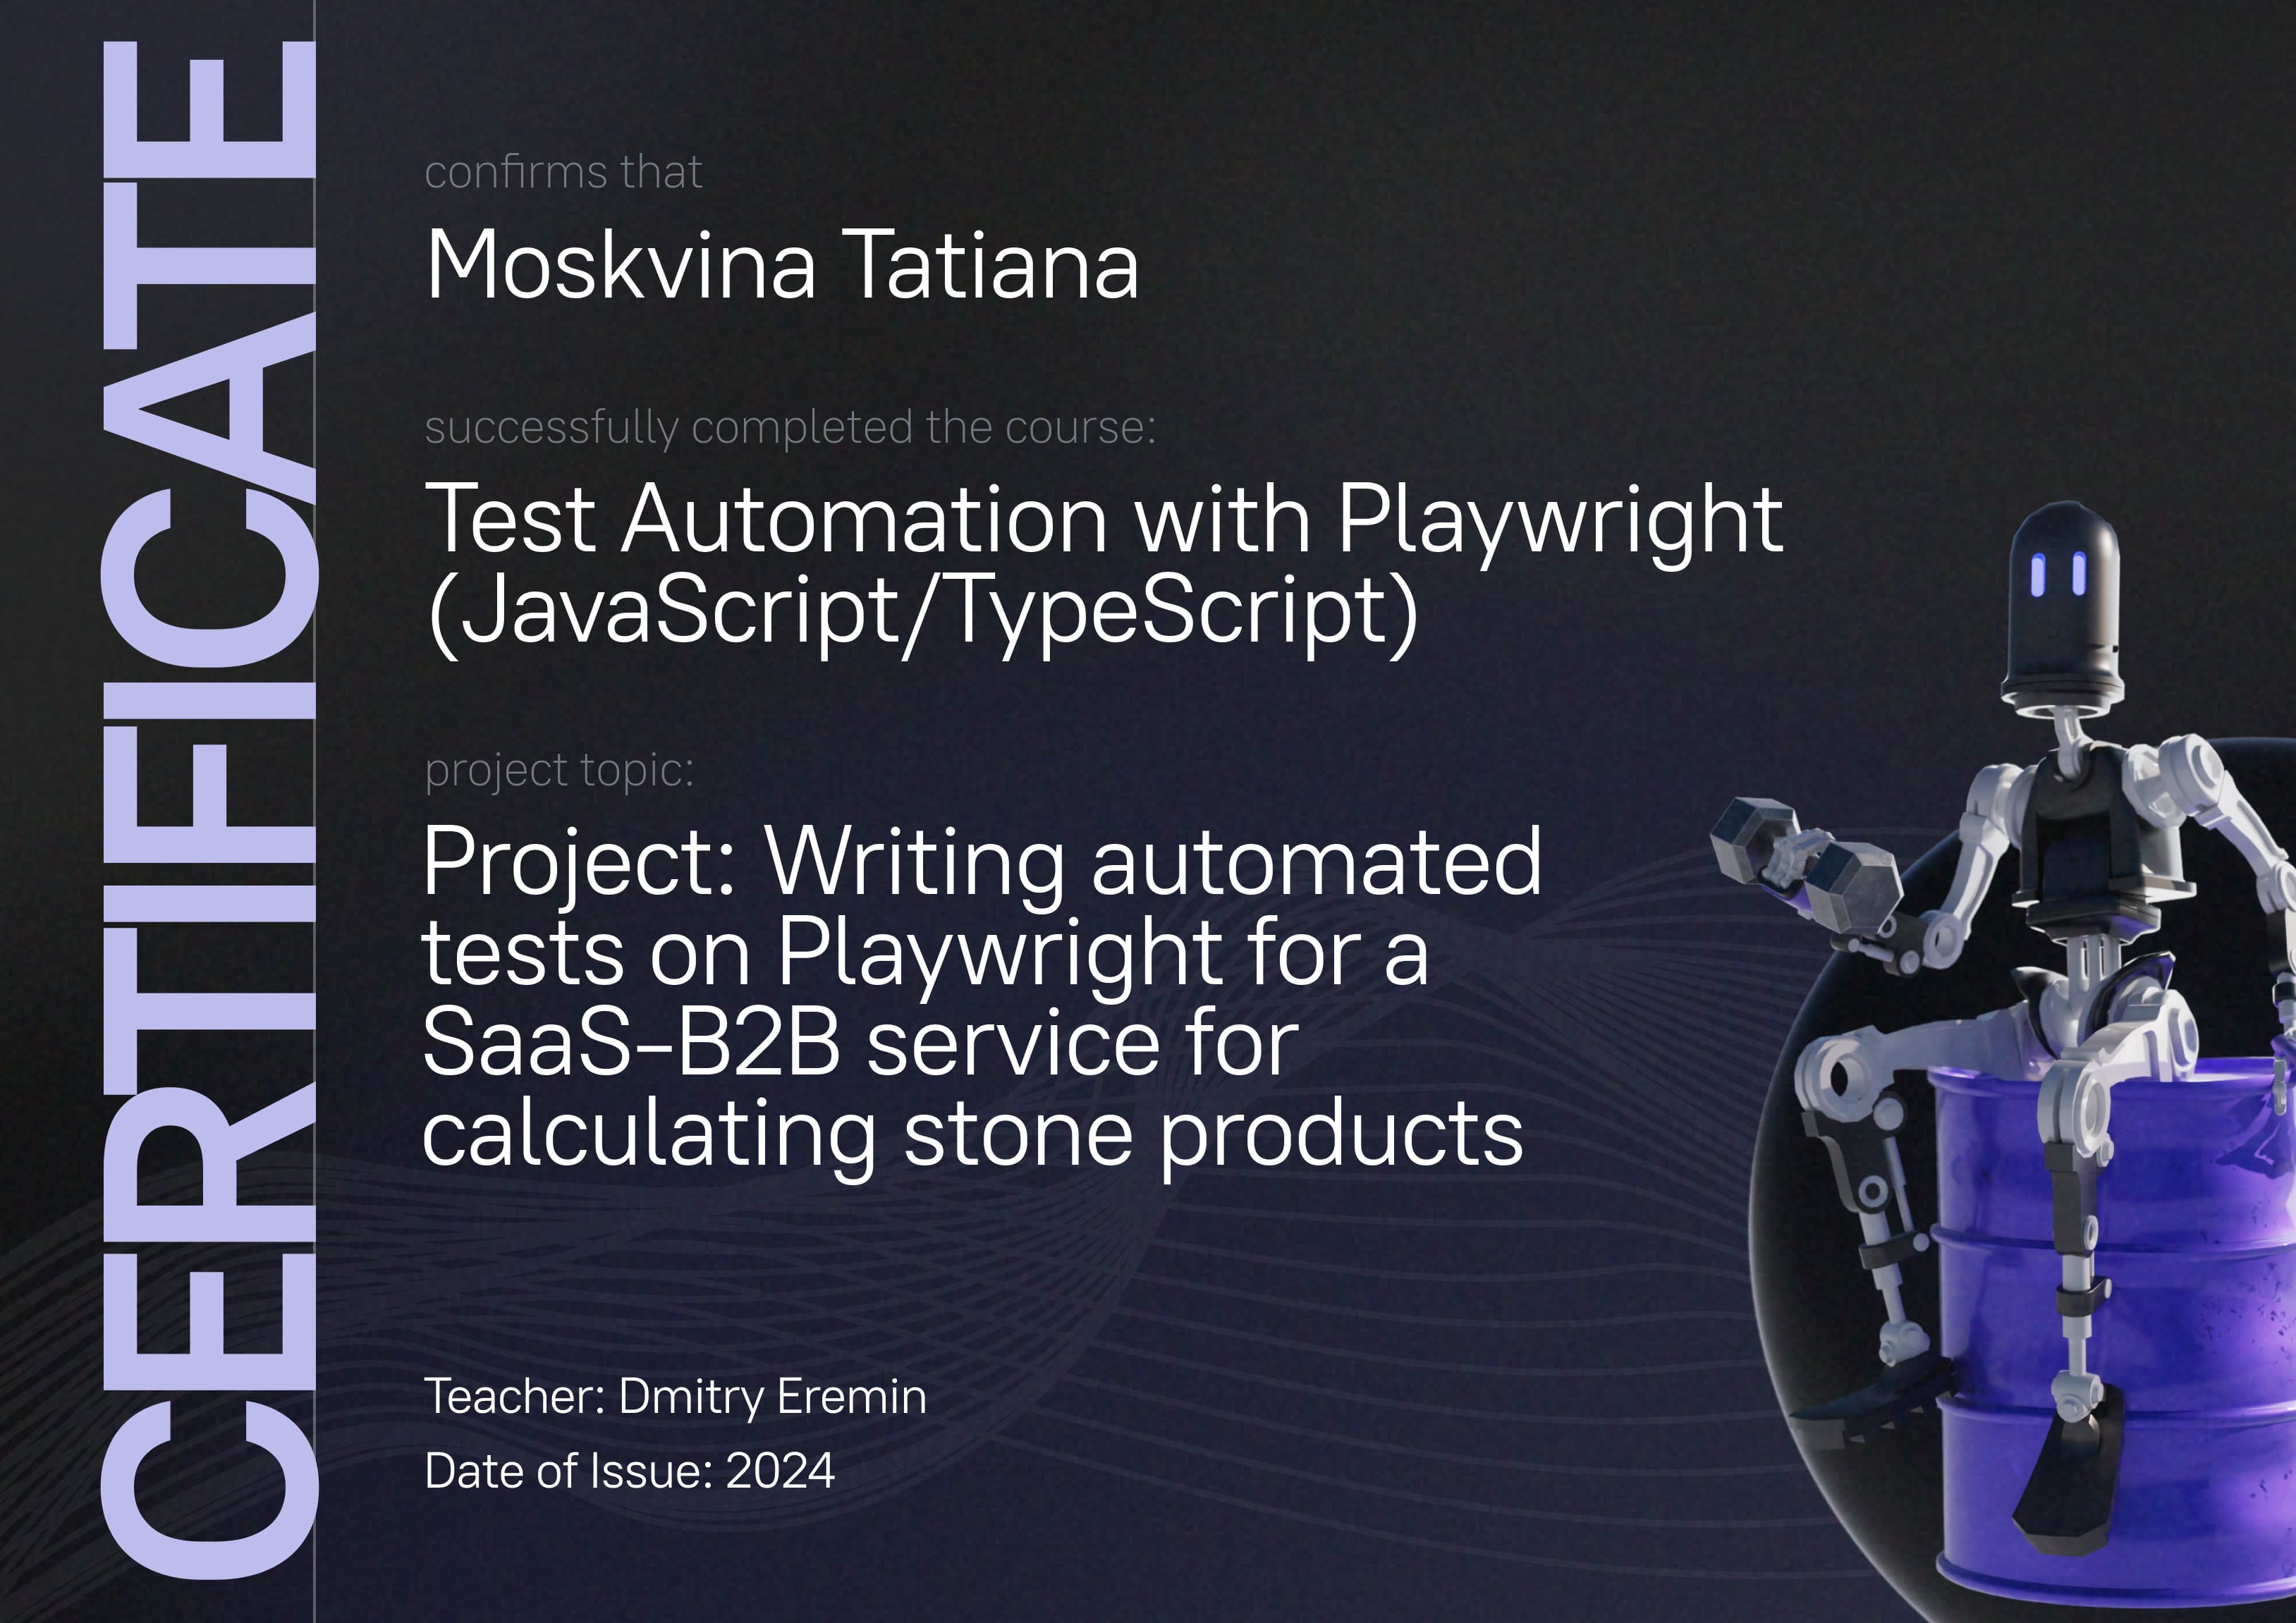 CERTIFICATE
confirms that
Moskvina Tatiana
successfully completed the course:
Test Automation with Playwright
(JavaScript/TypeScript)
project topic:
Project: Writing automated
tests on Playwright for a
SaaS-B2B service for
calculating stone products
Teacher: Dmitry Eremin
Date of Issue: 2024